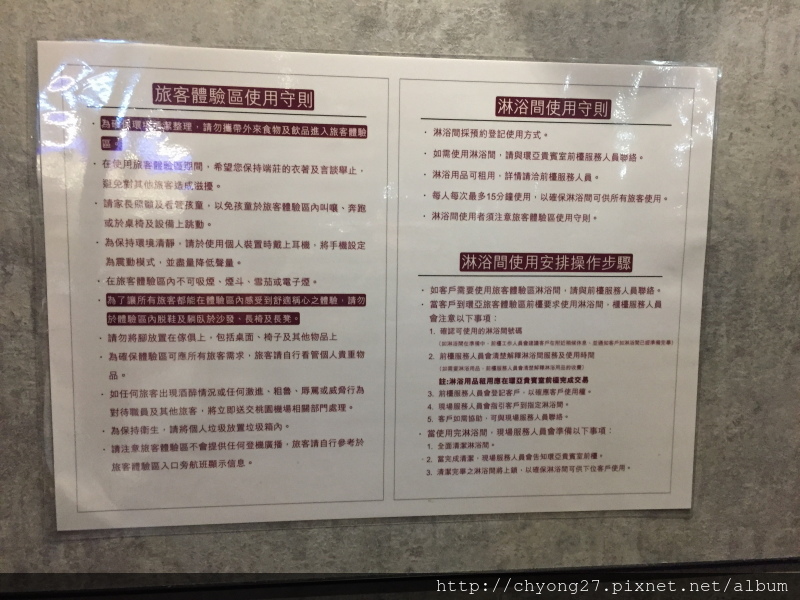 旅客體驗區使用守則
・為確保環境清潔整理，請勿攜帶外來食物及飲品進入旅客體驗
區。
・在使用旅客體驗區期間，希望您保持端莊的衣著及言談舉止，
避免對其他旅客造成滋擾。
・請家長照顧及看管孩童，以免孩童於旅客體驗區內叫嚷、奔跑
或於桌椅及設備上跳動。
・為保持環境清靜，請於使用個人裝置時戴上耳機，將手機設定
為震動模式，並盡量降低聲量。
・在旅客體驗區內不可吸煙、煙斗、雪茄或電子煙。
・為了讓所有旅客都能在體驗區內感受到舒適稱心之體驗，請勿
於體驗區內脫鞋及躺臥於沙發、長椅及長凳。
・請勿將腳放置在傢俱上，包括桌面、椅子及其他物品上
・為確保體驗區可應所有旅客需求，旅客請自行看管個人貴重物
品。
・如任何旅客出現酒醉情況或任何激進、粗魯、辱罵或威脅行為
對待職員及其他旅客，將立即送交桃園機場相關部門處理。
・為保持衛生，請將個人垃圾放置垃圾箱內。
・請注意旅客體驗區不會提供任何登機廣播，旅客請自行參考於
旅客體驗區入口旁航班顯示信息。
淋浴間使用守則
・淋浴間採預約登記使用方式。
・如需使用淋浴間，請與環亞貴賓室前檯服務人員聯絡。
・淋浴用品可租用，詳情請洽前檯服務人員。
・每人每次最多15分鐘使用，以確保淋浴間可供所有旅客使用。
・淋浴間使用者須注意旅客體驗區使用守則。
淋浴間使用安排操作步驟
・如客戶需要使用旅客體驗區淋浴間，請與前檯服務人員聯絡。
・當客戶到環亞旅客體驗區前檯要求使用淋浴間，櫃檯服務人員
會注意以下事項：
1. 確認可使用的淋浴間號碼
2. 前檯服務人員會清楚解釋淋浴間服務及使用時間
(如需淋浴用品，前檯服務人員會清楚解釋淋浴用品的收費)
註:淋浴用品租用應在環亞貴賓室前檯完成交易
3. 前檯服務人員會登記客戶，以確應客戶使用權。
4. 現場服務人員會指引客戶到指定淋浴間。
5. 客戶如需協助，可與現場服務人員聯絡。
・當使用完淋浴間，現場服務人員會準備以下事項：
1. 全面清潔淋浴間。
2. 當完成清潔，現場服務人員會告知環亞貴賓室前檯。
3. 清潔完畢之淋浴間將上鎖，以確保淋浴間可供下位客戶使用。
http://chyong27.pixnet.net/album